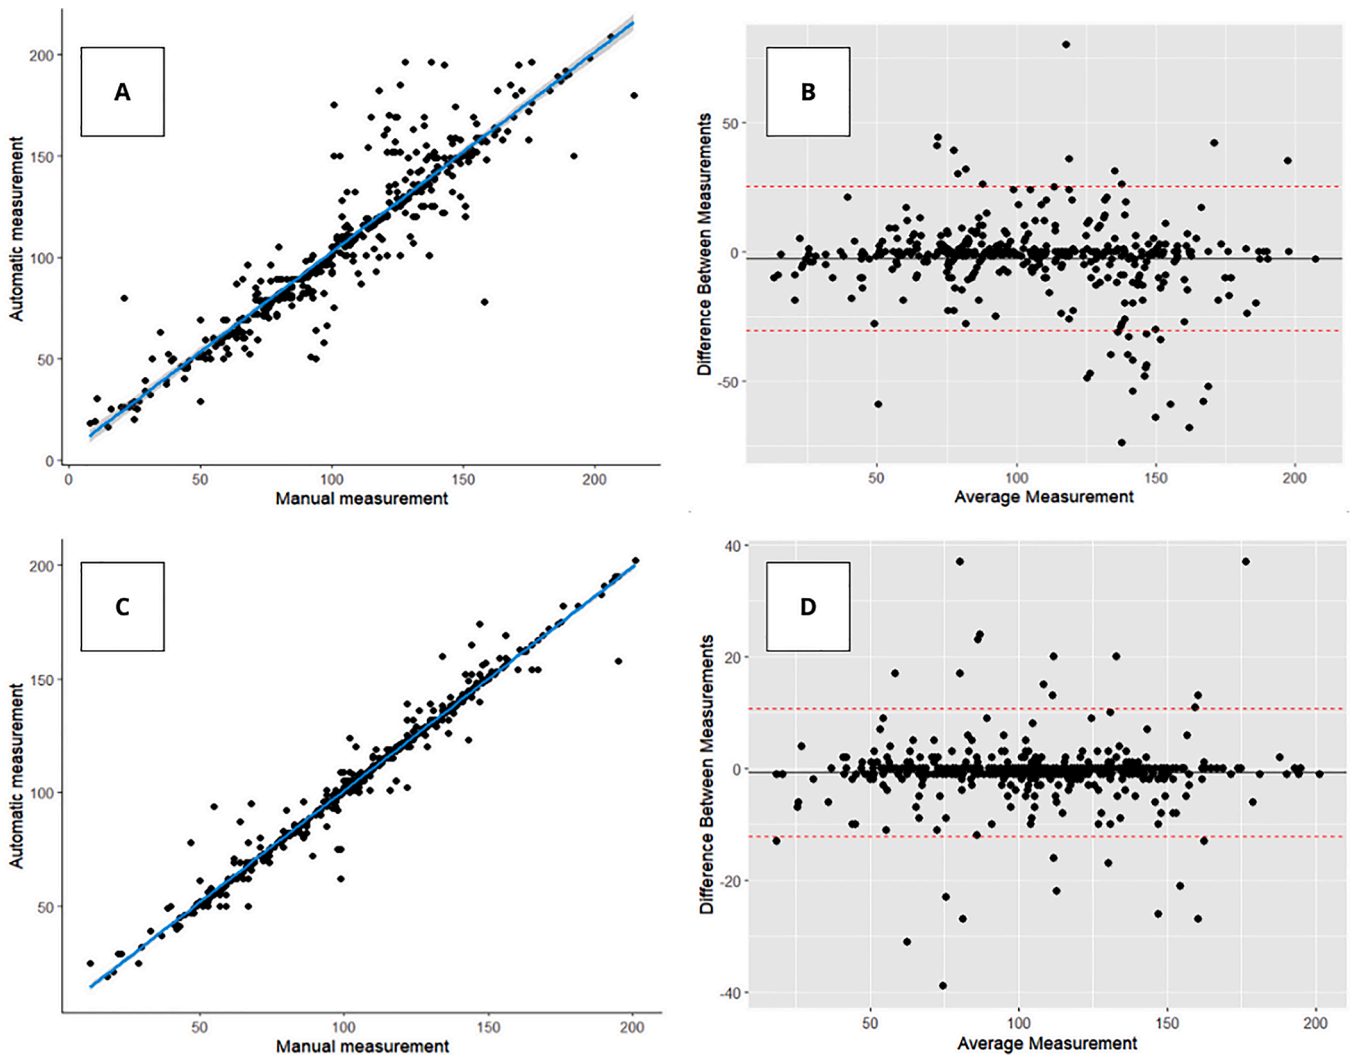 A
Automatic measurement
200
150
100
50
0
0 50 100 150 200
Manual measurement
B
Difference Between Measurements
50
0
-50
50 100 150 200
Average Measurement
C
Automatic measurement
200
150
100
50
50 100 150 200
Manual measurement
D
Difference Between Measurements
40
20
0
-20
-40
50 100 150 200
Average Measurement